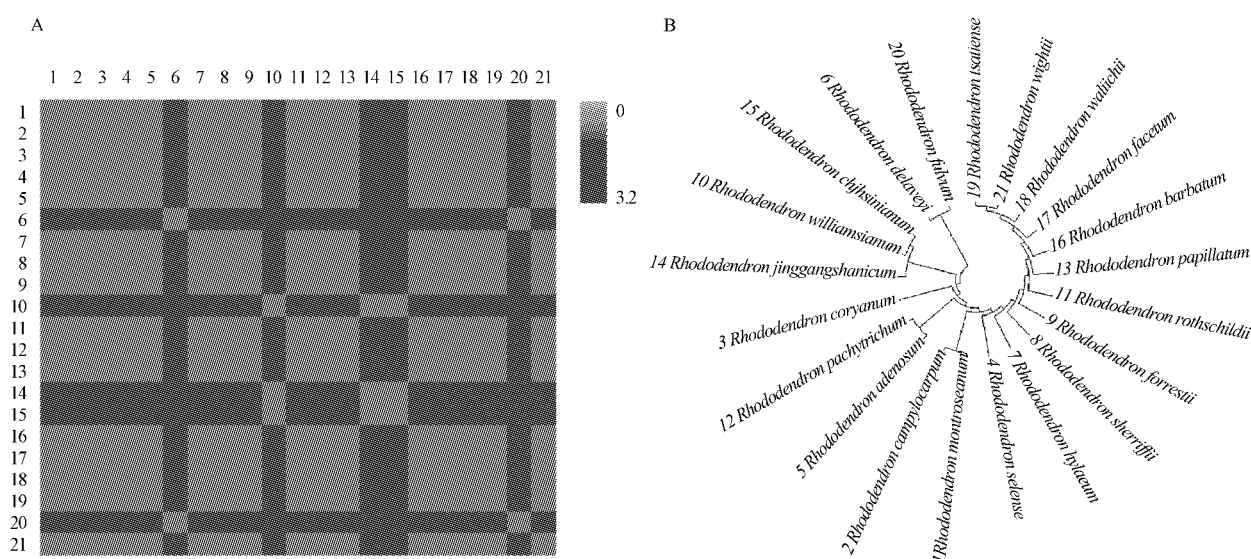 A
1 2 3 4 5 6 7 8 9 10 11 12 13 14 15 16 17 18 19 20 21
1
2
3
4
5
6
7
8
9
10
11
12
13
14
15
16
17
18
19
20
21
0
3.2
B
20 Rhododendron fulvum
6 Rhododendron delaveyi
15 Rhododendron chjhsinianum
10 Rhododendron williamsianum
14 Rhododendron jinggangshanicum
3 Rhododendron coryanum
12 Rhododendron pachytrichum
5 Rhododendron adenosum
2 Rhododendron campylocarpum
1Rhododendron montroseanum
4 Rhododendron selense
7 Rhododendron hylaeum
8 Rhododendron sherriffii
9 Rhododendron forrestii
11 Rhododendron rothschildii
13 Rhododendron papillatum
16 Rhododendron barbatum
17 Rhododendron facetum
18 Rhododendron waliichii
21 Rhododendron wightii
19 Rhododendron tsatiense